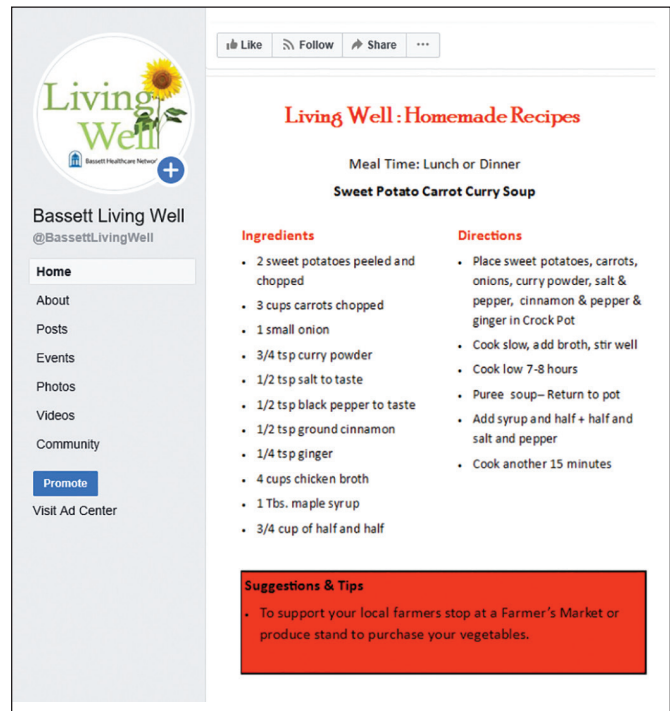 Like Follow Share ...
Living
Well
Bassett Healthcare Network
Bassett Living Well
@BassettLivingWell
Home
About
Posts
Events
Photos
Videos
Community
Promote
Visit Ad Center
Living Well : Homemade Recipes
Meal Time: Lunch or Dinner
Sweet Potato Carrot Curry Soup
Ingredients
• 2 sweet potatoes peeled and
chopped
• 3 cups carrots chopped
• 1 small onion
• 3/4 tsp curry powder
• 1/2 tsp salt to taste
• 1/2 tsp black pepper to taste
• 1/2 tsp ground cinnamon
• 1/4 tsp ginger
• 4 cups chicken broth
• 1 Tbs. maple syrup
• 3/4 cup of half and half
Directions
• Place sweet potatoes, carrots,
onions, curry powder, salt &
pepper, cinnamon & pepper &
ginger in Crock Pot
• Cook slow, add broth, stir well
• Cook low 7-8 hours
• Puree soup– Return to pot
• Add syrup and half + half and
salt and pepper
• Cook another 15 minutes
Suggestions & Tips
• To support your local farmers stop at a Farmer’s Market or
produce stand to purchase your vegetables.